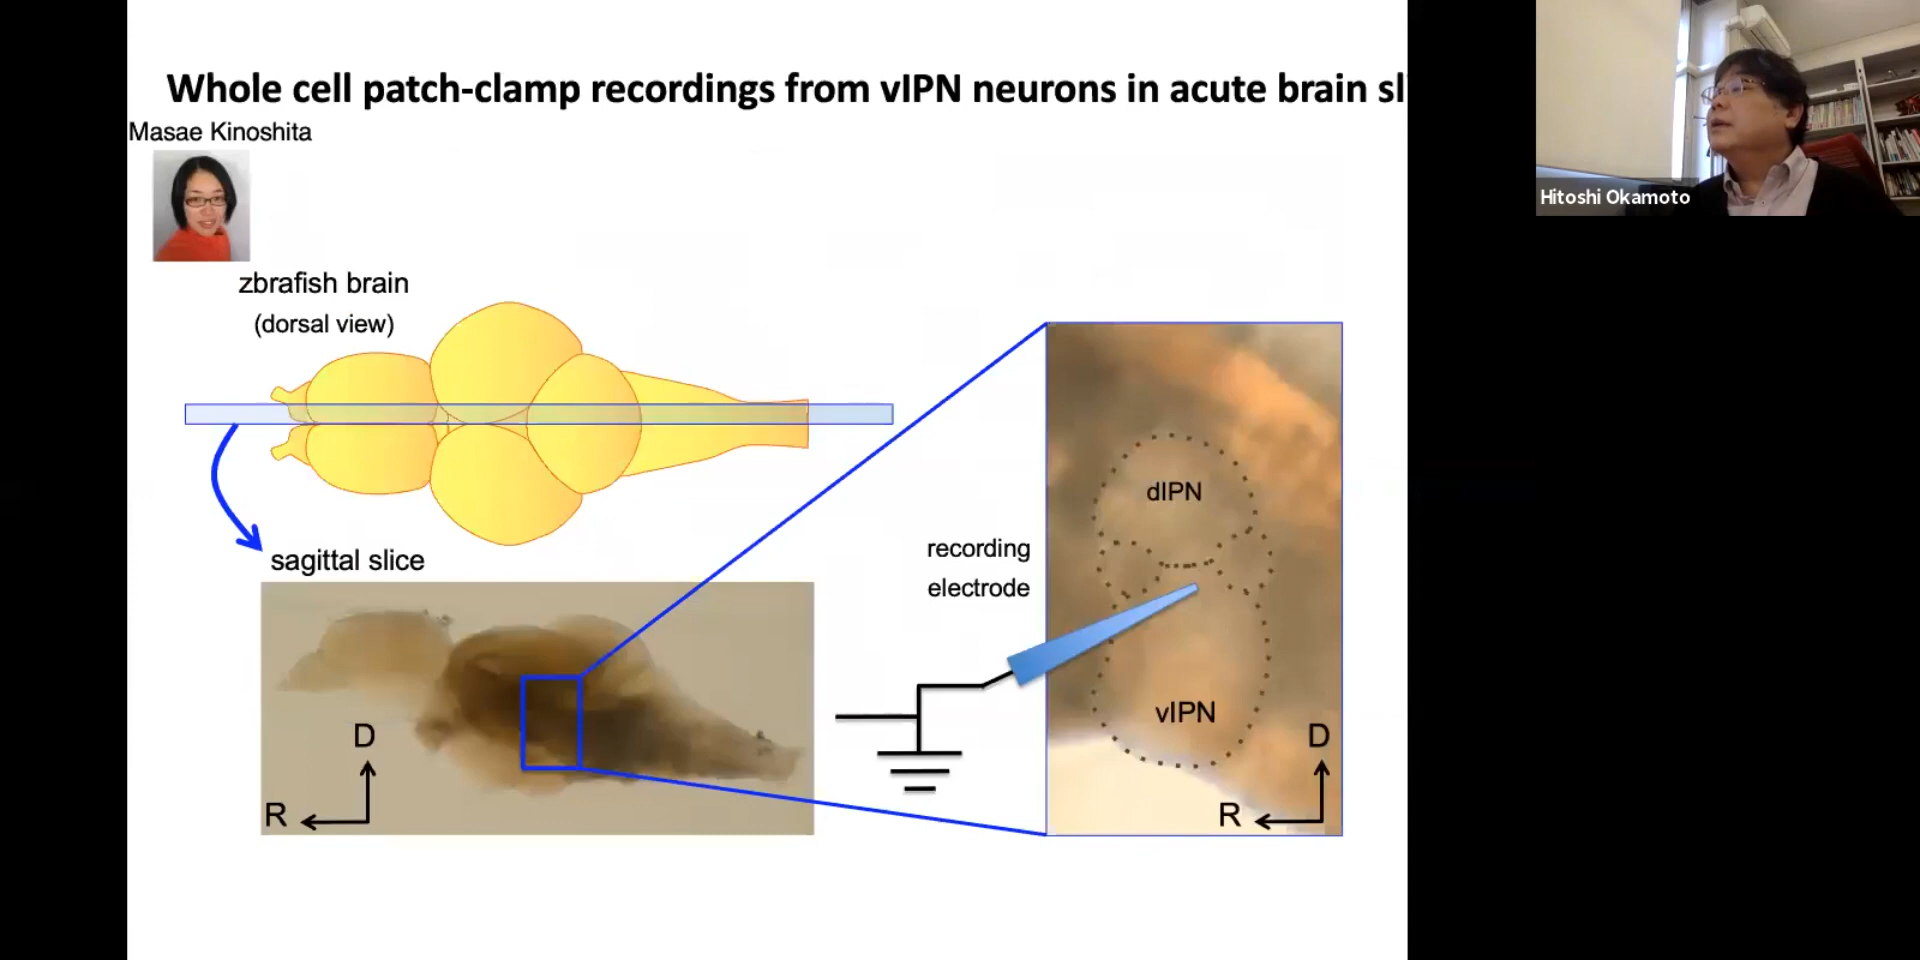 Whole cell patch-clamp recordings from vIPN neurons in acute brain sl
Masae Kinoshita
Hitoshi Okamoto
zbrafish brain
(dorsal view)
sagittal slice
D
R
recording
electrode
dIPN
vIPN
D
R